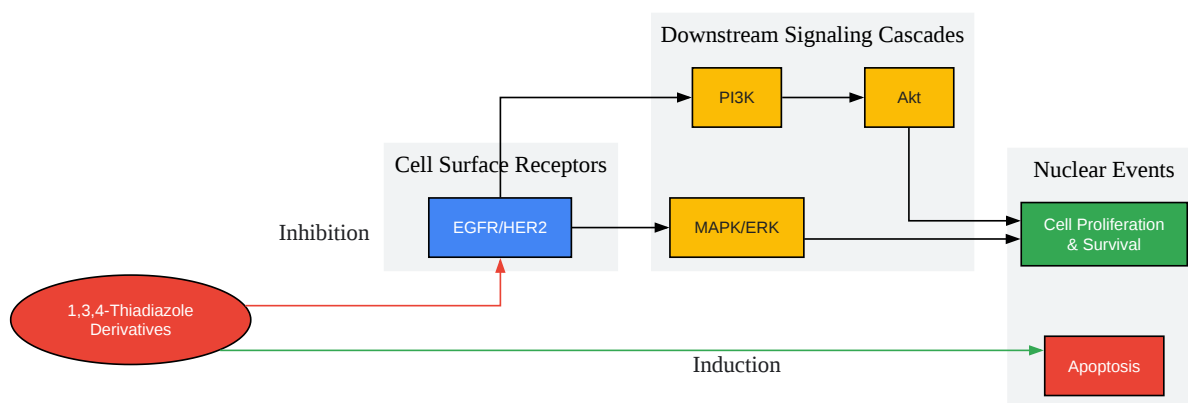 Downstream Signaling Cascades
PI3K
Akt
Cell Surface Receptors
Nuclear Events
EGFR/HER2
MAPK/ERK
Cell Proliferation
& Survival
Inhibition
1,3,4-Thiadiazole
Derivatives
Induction
Apoptosis